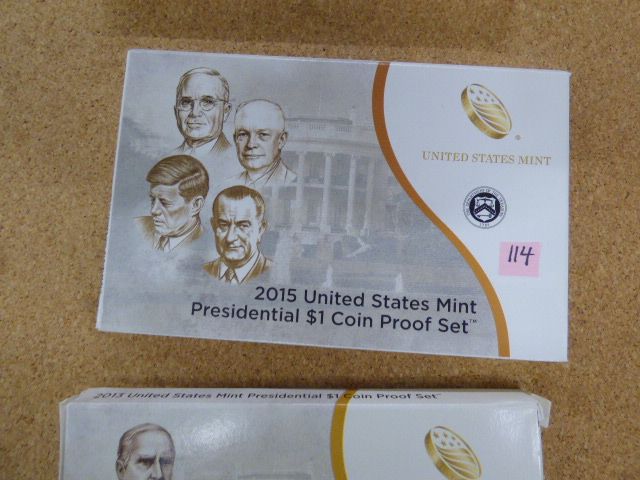 UNITED STATES MINT
114
2015 United States Mint
Presidential $1 Coin Proof Set™
2013 United States Mint Presidential $1 Coin Proof Set™